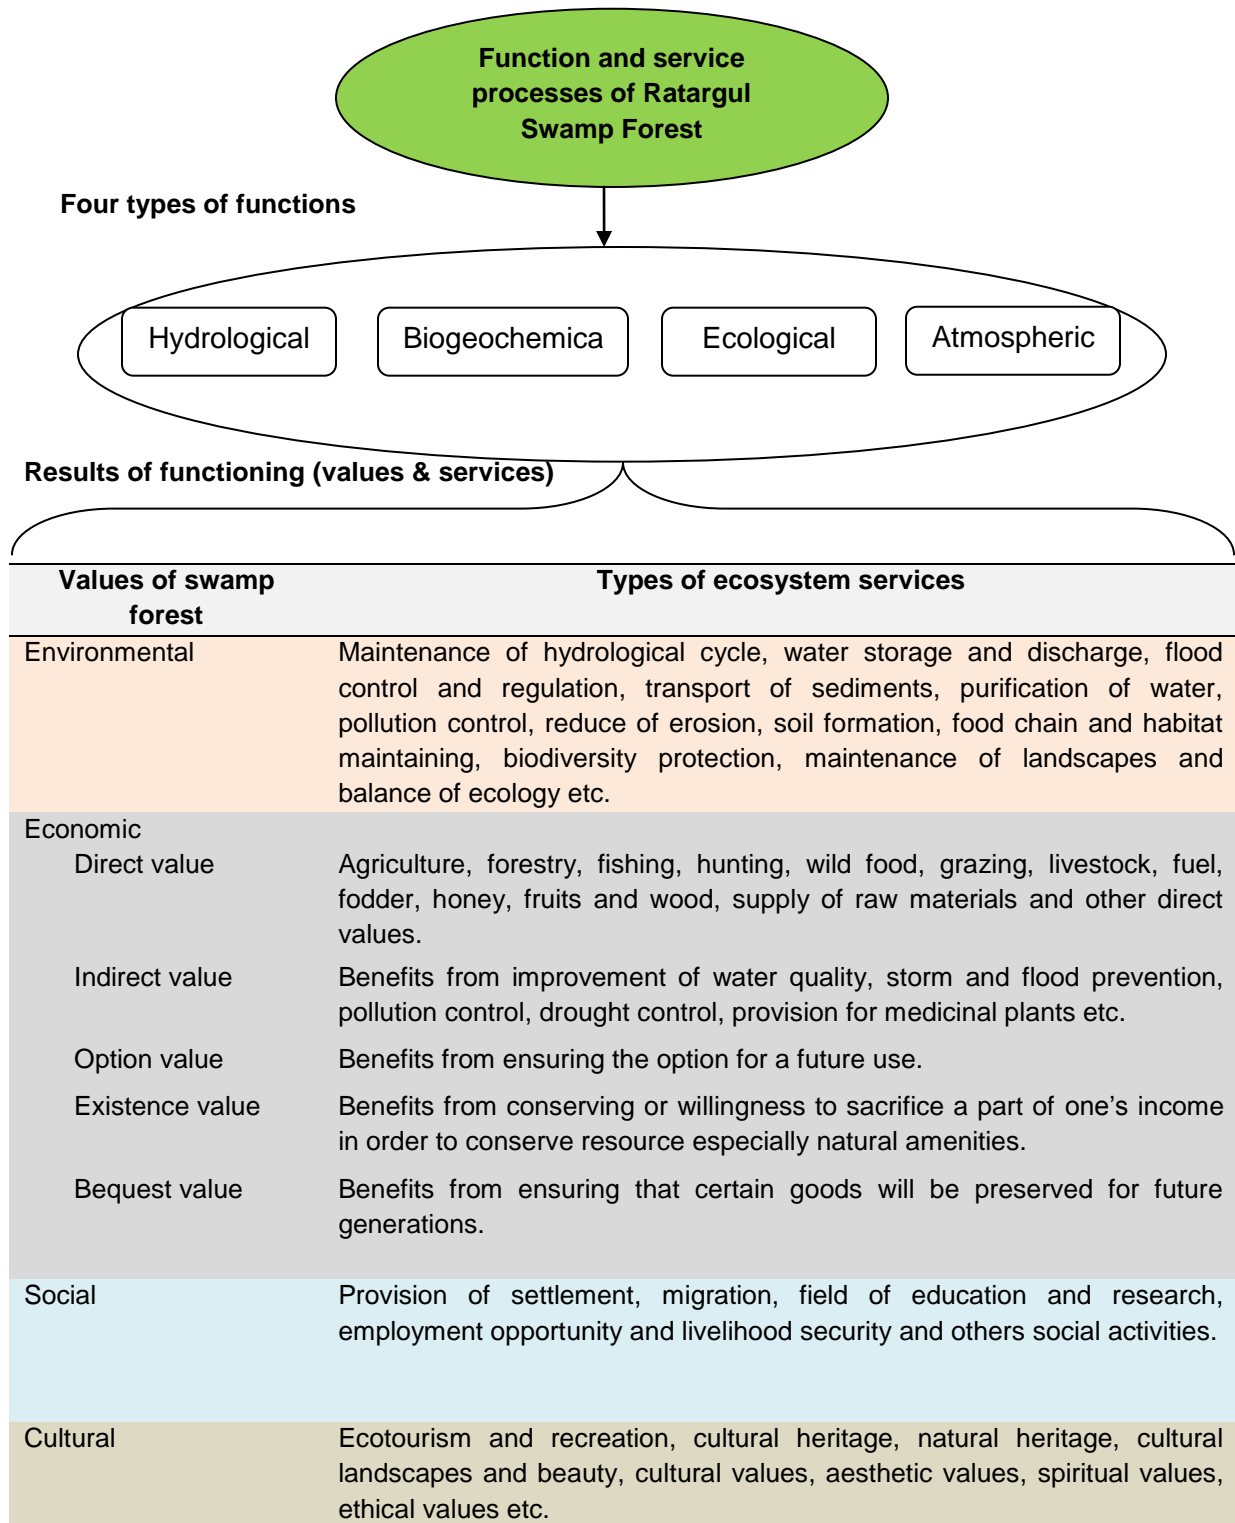 Function and service
processes of Ratargul
Swamp Forest
Four types of functions
Hydrological
Biogeochemica
Ecological
Atmospheric
Results of functioning (values & services)
Values of swamp
forest
Types of ecosystem services
Environmental
Maintenance of hydrological cycle, water storage and discharge, flood
control and regulation, transport of sediments, purification of water,
pollution control, reduce of erosion, soil formation, food chain and habitat
maintaining, biodiversity protection, maintenance of landscapes and
balance of ecology etc.
Economic
Direct value
Agriculture, forestry, fishing, hunting, wild food, grazing, livestock, fuel,
fodder, honey, fruits and wood, supply of raw materials and other direct
values.
Indirect value
Benefits from improvement of water quality, storm and flood prevention,
pollution control, drought control, provision for medicinal plants etc.
Option value
Benefits from ensuring the option for a future use.
Existence value
Benefits from conserving or willingness to sacrifice a part of one’s income
in order to conserve resource especially natural amenities.
Bequest value
Benefits from ensuring that certain goods will be preserved for future
generations.
Social
Provision of settlement, migration, field of education and research,
employment opportunity and livelihood security and others social activities.
Cultural
Ecotourism and recreation, cultural heritage, natural heritage, cultural
landscapes and beauty, cultural values, aesthetic values, spiritual values,
ethical values etc.